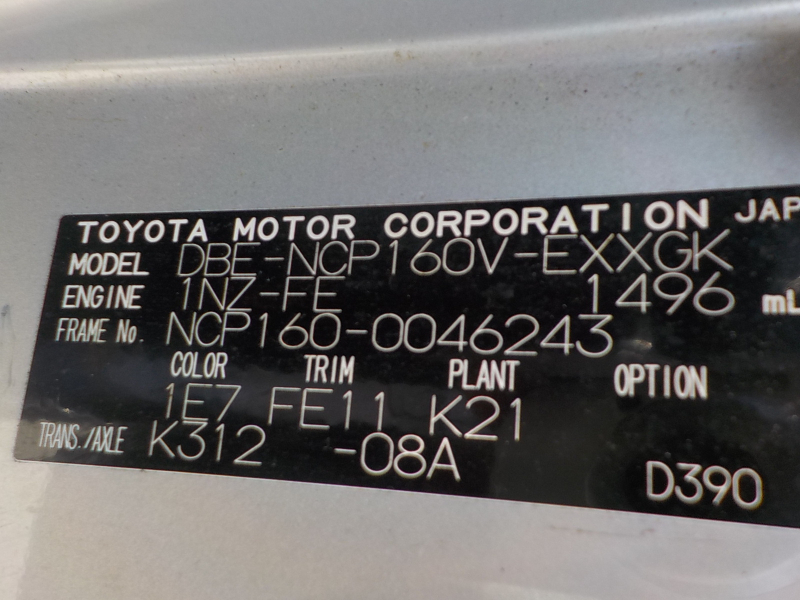 TOYOTA MOTOR CORPORATION JAP
MODEL DBE-NCP160V-EXXGK
ENGINE 1NZ-FE 1496 mL
FRAME No. NCP160-0046243
COLOR TRIM PLANT OPTION
1E7 FE11 K21
TRANS./AXLE K312 -08A
D390